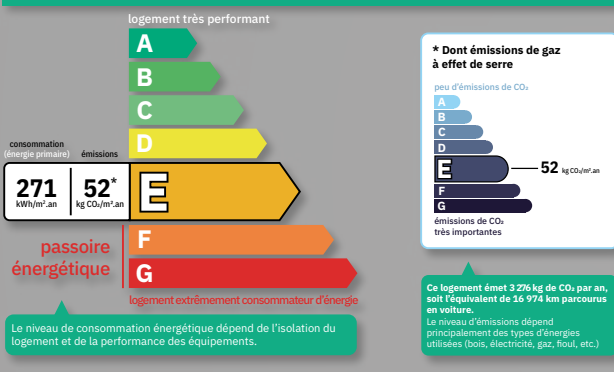 logement très performant
A
B
C
D
consommation
(énergie primaire)
émissions
271
kWh/m².an
52*
kg CO₂/m².an
E
F
G
passoire
énergétique
logement extrêmement consommateur d'énergie
Le niveau de consommation énergétique dépend de l'isolation du
logement et de la performance des équipements.
* Dont émissions de gaz
à effet de serre
peu d'émissions de CO₂
A
B
C
D
E
52 kg CO₂/m².an
F
G
émissions de CO₂
très importantes
Ce logement émet 3 276 kg de CO₂ par an,
soit l'équivalent de 16 974 km parcourus
en voiture.
Le niveau d'émissions dépend
principalement des types d'énergies
utilisées (bois, électricité, gaz, fioul, etc.)